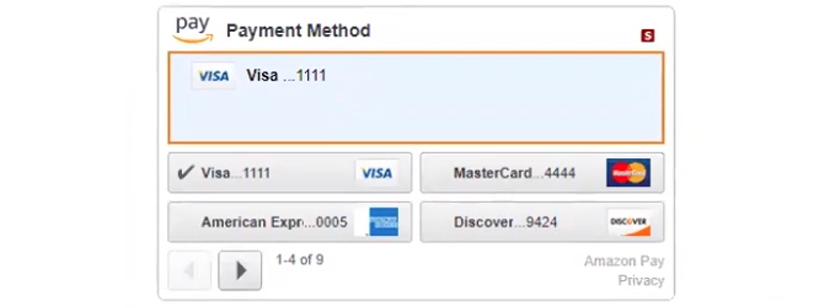 pay Payment Method S
VISA Visa ...1111
✓ Visa...1111 VISA
MasterCard...4444 MasterCard
American Expr...0005
Discover...9424 DISCOVER
1-4 of 9
Amazon Pay
Privacy